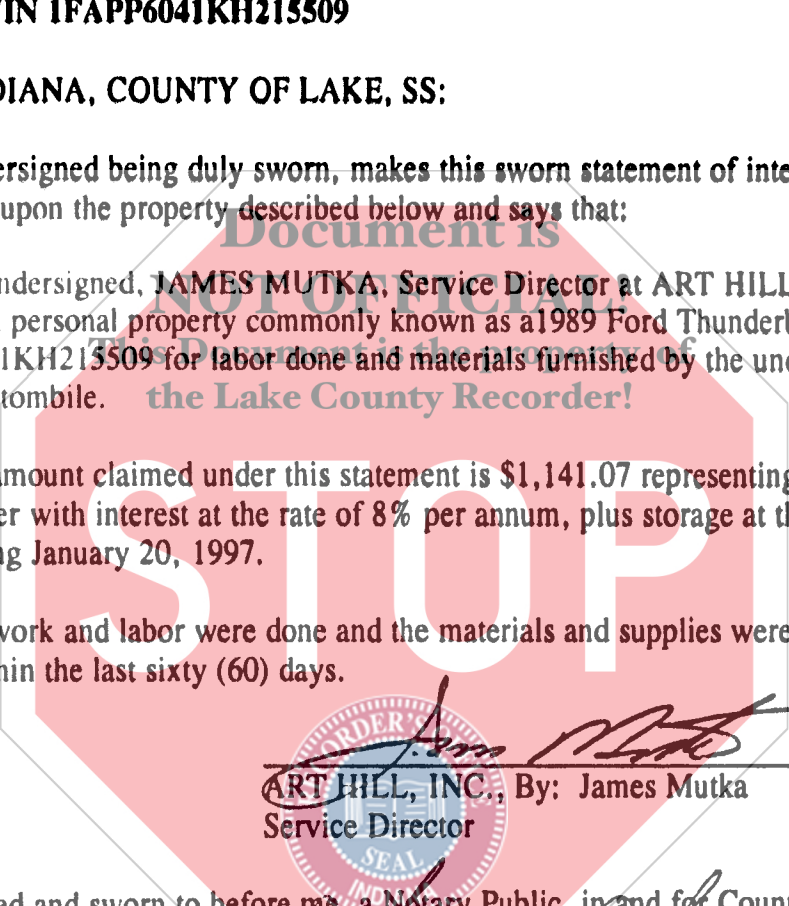 VIN 1FAPP6041KH215509
DIANA, COUNTY OF LAKE, SS:
ersigned being duly sworn, makes this sworn statement of inte
upon the property described below and says that:
Document is
ndersigned, JAMES MUTKA, Service Director at ART HILL
NOT OFFICIAL!
personal property commonly known as a1989 Ford Thunderb
This Document is the property of
1KH215509 for labor done and materials furnished by the und
tombile.
the Lake County Recorder!
amount claimed under this statement is $1,141.07 representing
er with interest at the rate of 8% per annum, plus storage at th
ng January 20, 1997.
STOP
work and labor were done and the materials and supplies were
hin the last sixty (60) days.
ART HILL, INC., By: James Mutka
Service Director
SEAL
INDIANA
ed and sworn to before me, a Notary Public, in and for Coun